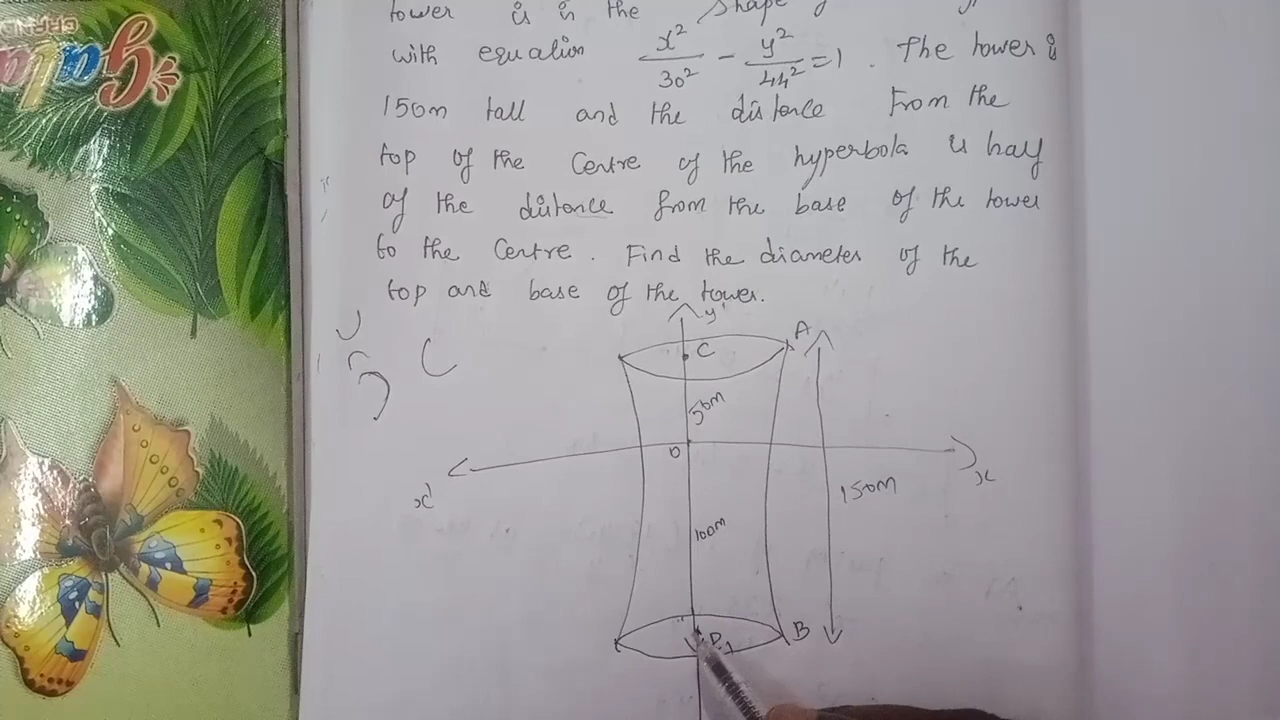 tower is in the shape
with equation x²/30² - y²/44² = 1 . The tower is
150m tall and the distance from the
top of the Centre of the hyperbola is half
of the distance from the base of the tower
to the Centre . Find the diameter of the
top and base of the tower.
y'
A
C
50m
0
x'
x
150m
100m
B